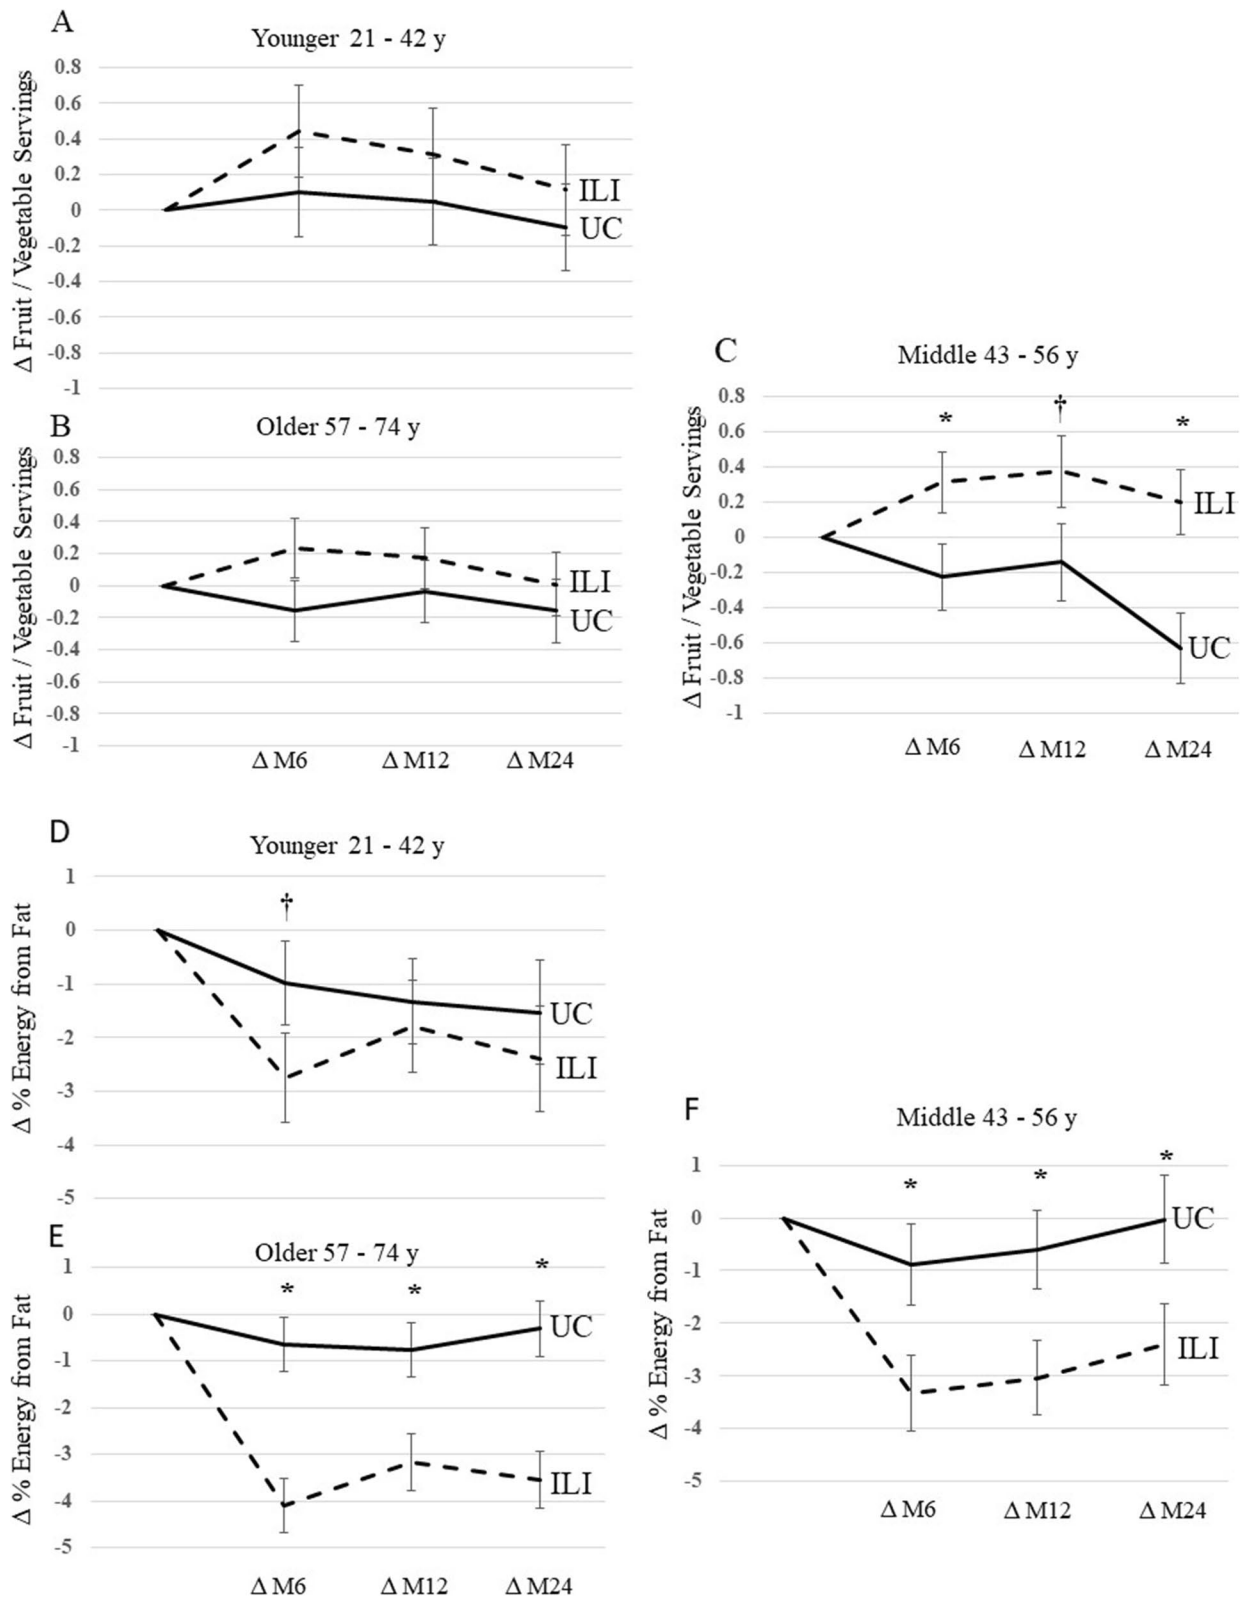 A
Younger 21 - 42 y
Δ Fruit / Vegetable Servings
0.8
0.6
0.4
0.2
0
-0.2
-0.4
-0.6
-0.8
-1
ILI
UC
B
Older 57 - 74 y
Δ Fruit / Vegetable Servings
0.8
0.6
0.4
0.2
0
-0.2
-0.4
-0.6
-0.8
-1
ILI
UC
Δ M6 Δ M12 Δ M24
C
Middle 43 - 56 y
Δ Fruit / Vegetable Servings
0.8
0.6
0.4
0.2
0
-0.2
-0.4
-0.6
-0.8
-1
* † *
ILI
UC
Δ M6 Δ M12 Δ M24
D
Younger 21 - 42 y
Δ % Energy from Fat
1
0
-1
-2
-3
-4
-5
†
UC
ILI
E
Older 57 - 74 y
Δ % Energy from Fat
1
0
-1
-2
-3
-4
-5
* * *
UC
ILI
Δ M6 Δ M12 Δ M24
F
Middle 43 - 56 y
Δ % Energy from Fat
1
0
-1
-2
-3
-4
-5
* * *
UC
ILI
Δ M6 Δ M12 Δ M24